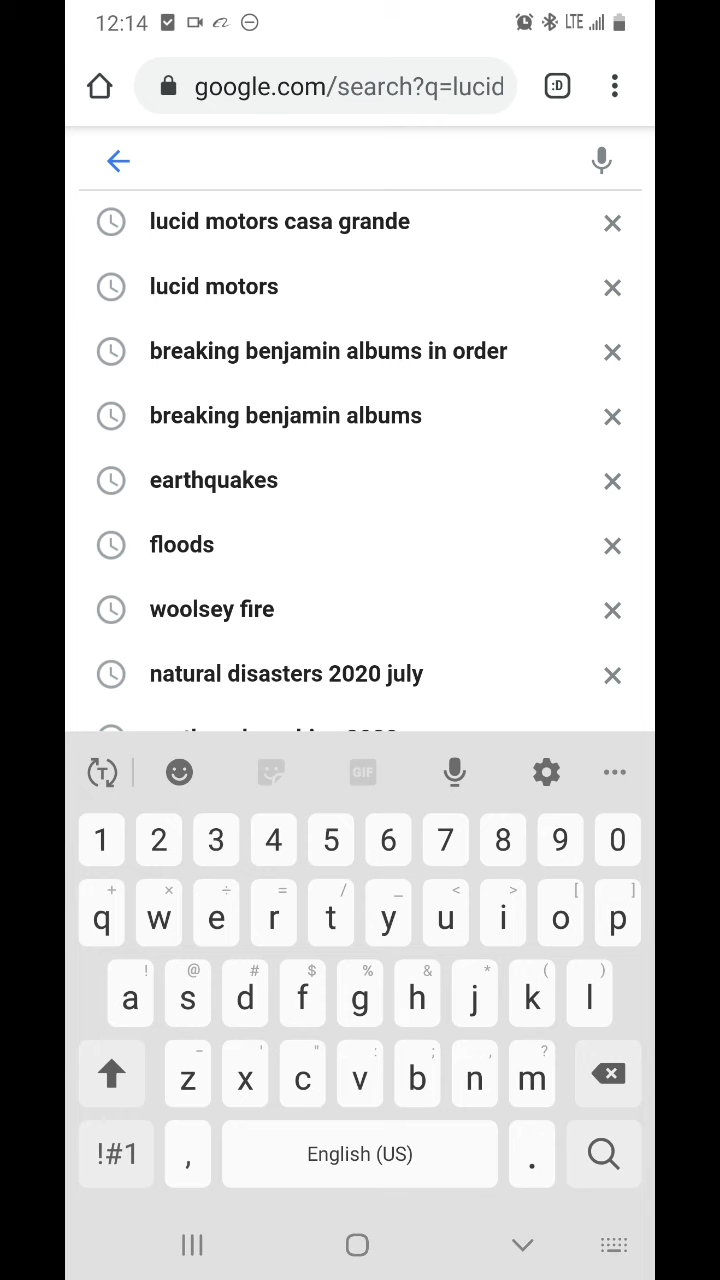 12:14 LTE
google.com/search?q=lucid :D
lucid motors casa grande
lucid motors
breaking benjamin albums in order
breaking benjamin albums
earthquakes
floods
woolsey fire
natural disasters 2020 july
T GIF
1 2 3 4 5 6 7 8 9 0
+ × ÷ = / _ < > [ ]
q w e r t y u i o p
! @ # $ % & * ( )
a s d f g h j k l
- ' " : ; , ?
z x c v b n m
!#1 , English (US) .